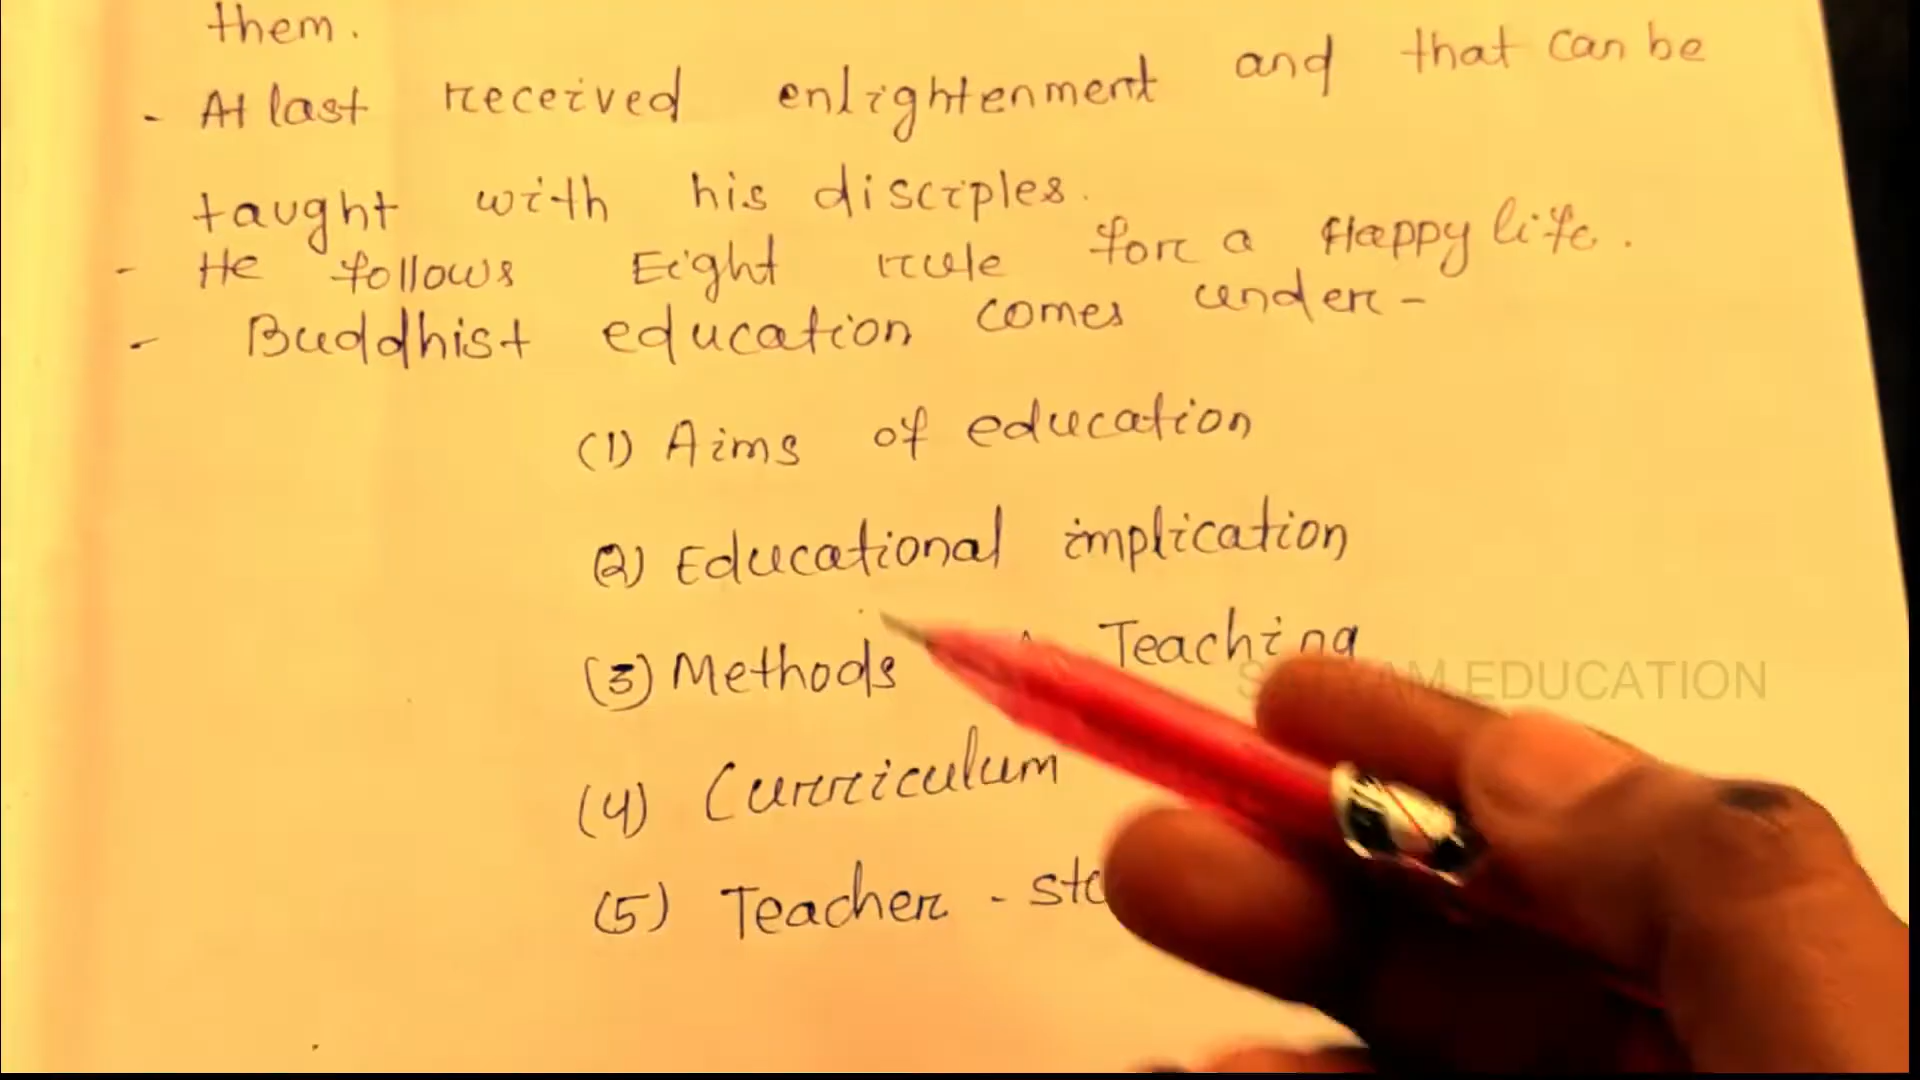 them.
- At last received enlightenment and that can be
taught with his disciples.
- He follows Eight rule for a Happy life.
- Buddhist education comes under -
(1) Aims of education
(2) Educational implication
(3) Methods Teaching
(4) Curriculum
(5) Teacher -
EDUCATION